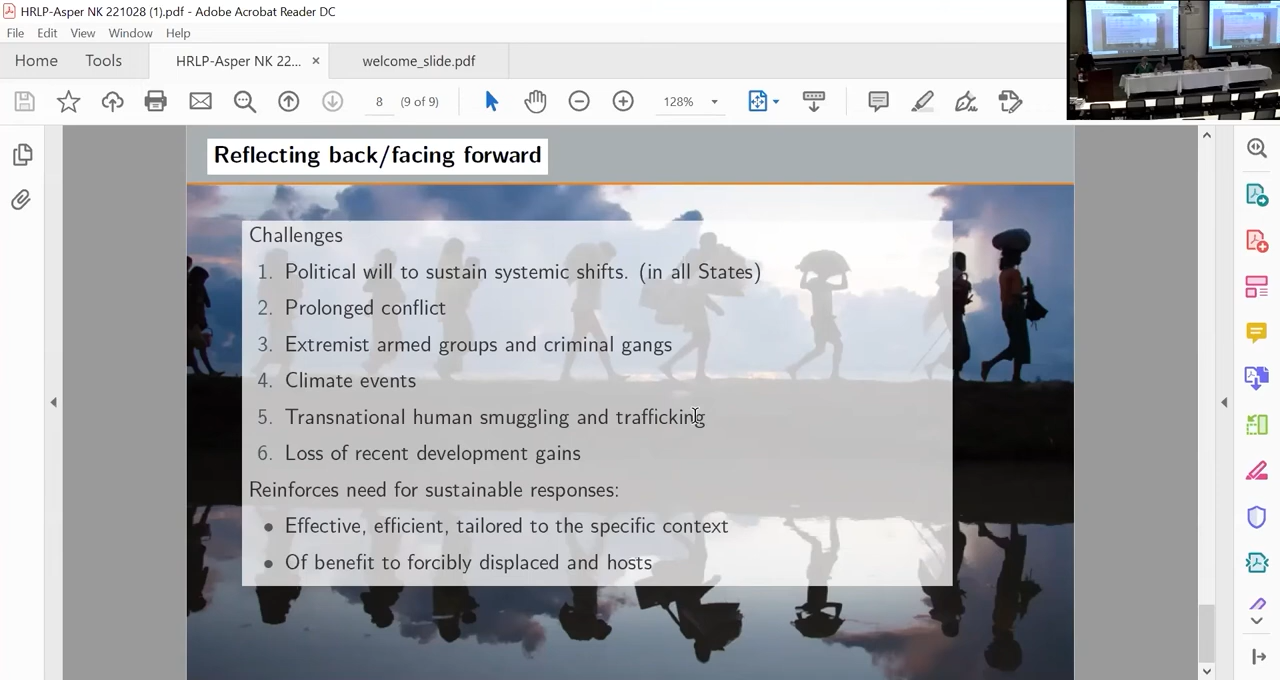 HRLP-Asper NK 221028 (1).pdf - Adobe Acrobat Reader DC
File Edit View Window Help
Home Tools HRLP-Asper NK 22... × welcome_slide.pdf
8 (9 of 9) 128%
Reflecting back/facing forward
Challenges
1. Political will to sustain systemic shifts. (in all States)
2. Prolonged conflict
3. Extremist armed groups and criminal gangs
4. Climate events
5. Transnational human smuggling and trafficking
6. Loss of recent development gains
Reinforces need for sustainable responses:
• Effective, efficient, tailored to the specific context
• Of benefit to forcibly displaced and hosts